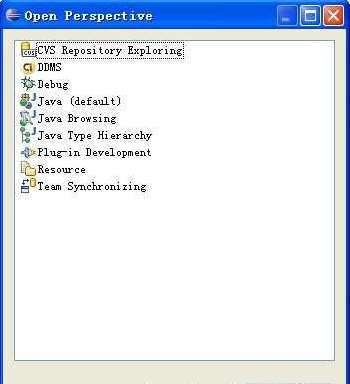 Open Perspective
CVS Repository Exploring
DDMS
Debug
Java (default)
Java Browsing
Java Type Hierarchy
Plug-in Development
Resource
Team Synchronizing